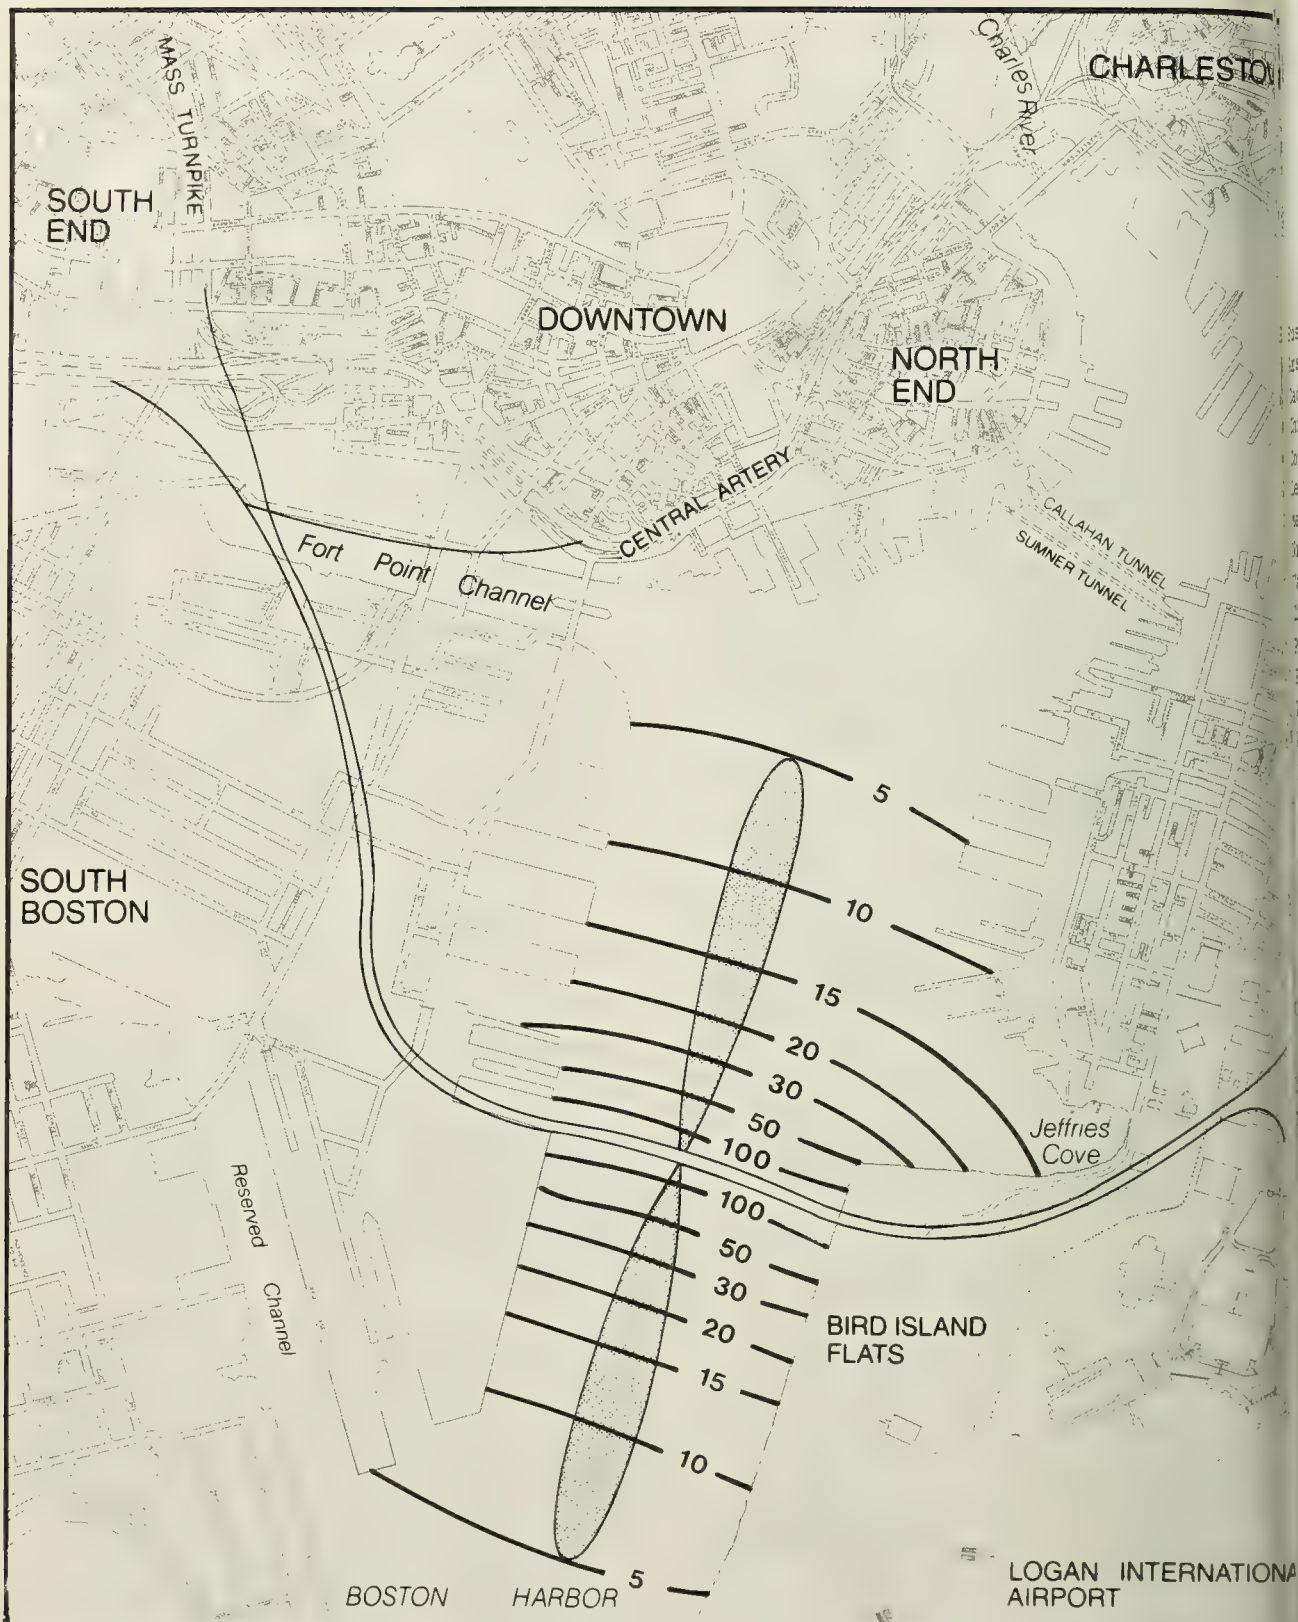 MASS TURNPIKE
Charles River
SOUTH
END
DOWNTOWN
NORTH
END
CENTRAL ARTERY
CALLAHAN TUNNEL
SUMNER TUNNEL
Fort Point Channel
5
10
15
20
30
50
100
SOUTH
BOSTON
Jeffries
Cove
100
50
30
20
15
10
5
Reserved Channel
BIRD ISLAND
FLATS
BOSTON HARBOR
LOGAN
AIRPORT